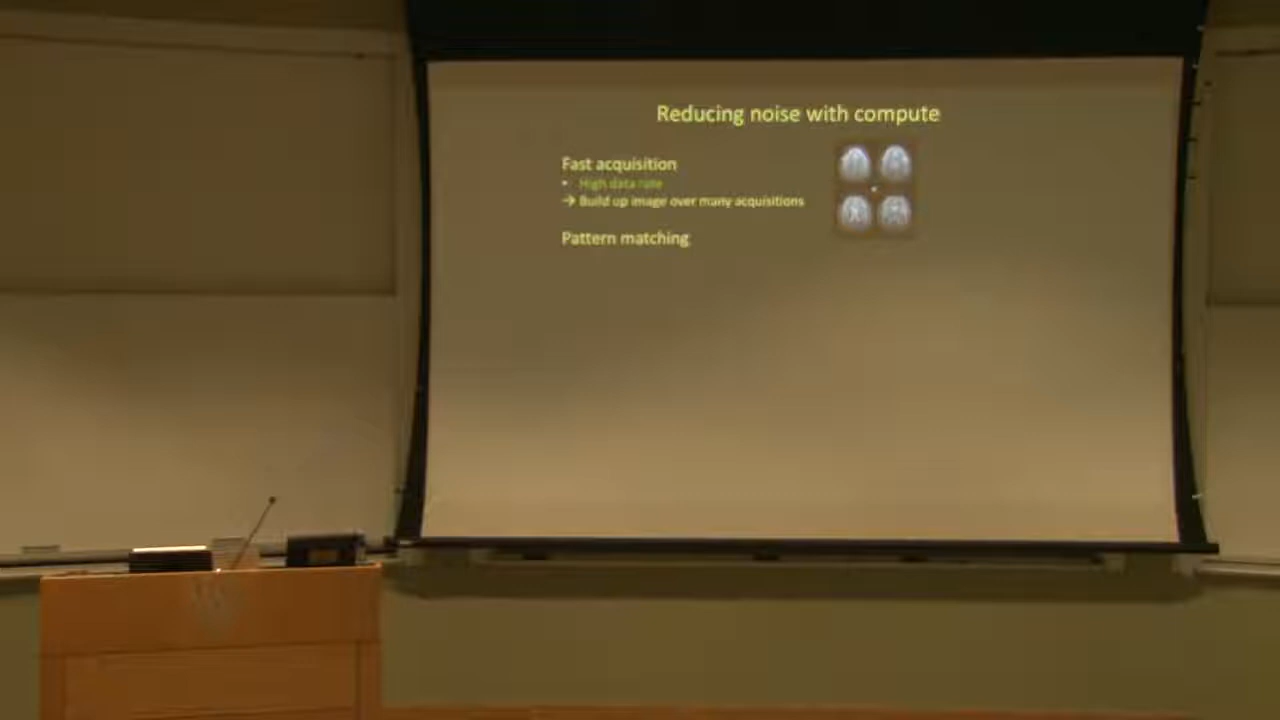 Reducing noise with compute
Fast acquisition
• High data rate
→ Build up image over many acquisitions
Pattern matching